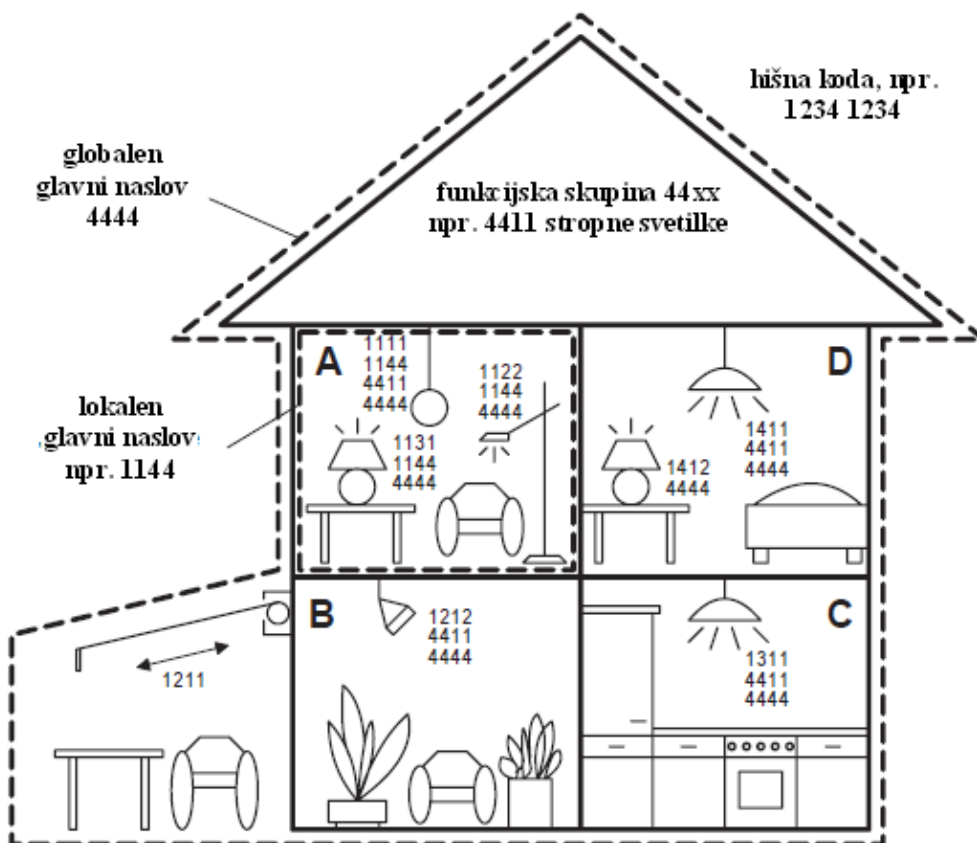 hišna koda, npr.
1234 1234
globalen
glavni naslov
4444
funkcijska skupina 44xx
npr. 4411 stropne svetilke
lokalen
glavni naslov
npr. 1144
A
1111
1144
4411
4444
1122
1144
4444
1131
1144
4444
D
1411
4411
4444
1412
4444
B
1212
4411
4444
C
1311
4411
4444
1211